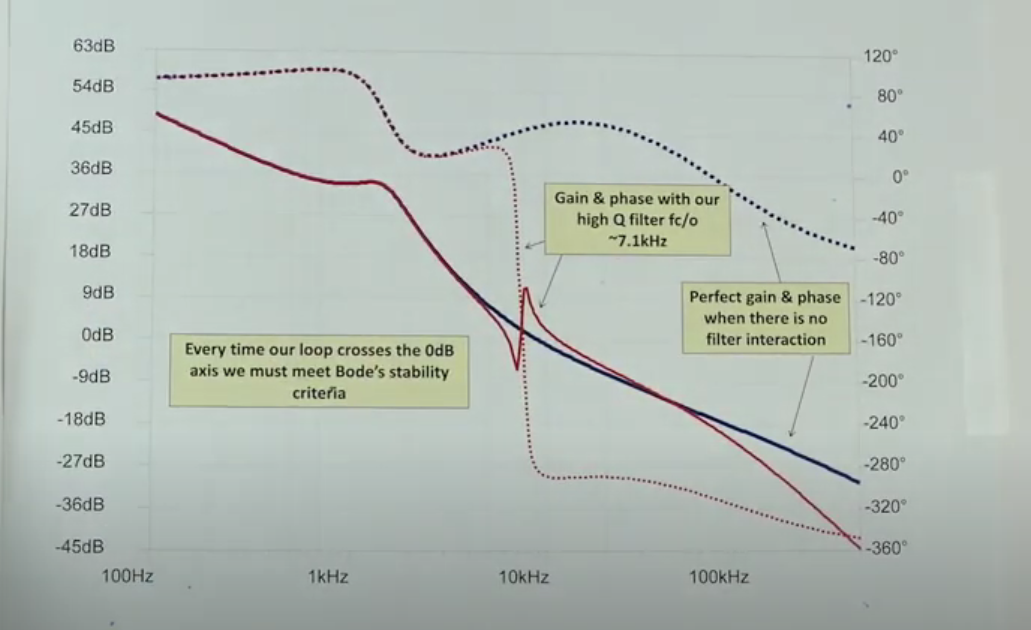 63dB
54dB
45dB
36dB
27dB
18dB
9dB
0dB
-9dB
-18dB
-27dB
-36dB
-45dB
120°
80°
40°
0°
-40°
-80°
-120°
-160°
-200°
-240°
-280°
-320°
-360°
100Hz
1kHz
10kHz
100kHz
Gain & phase with our
high Q filter fc/o
~7.1kHz
Perfect gain & phase
when there is no
filter interaction
Every time our loop crosses the 0dB
axis we must meet Bode's stability
criteria